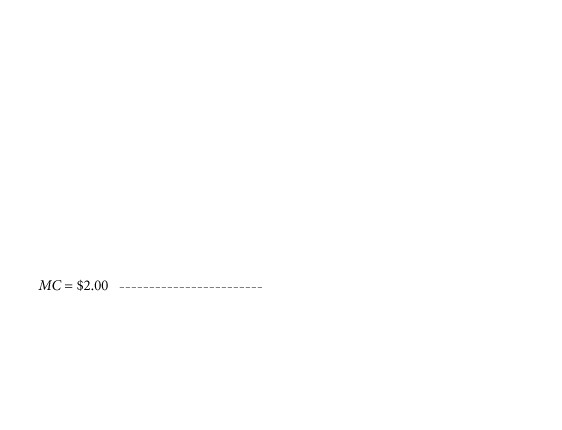 MC = $2.00